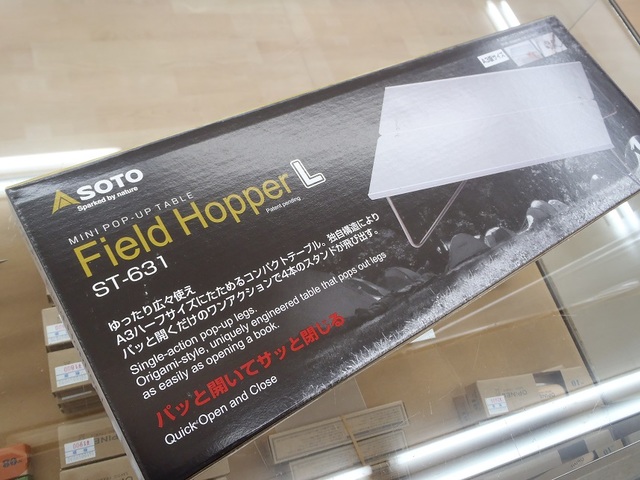 SOTO
Sparked by nature
MINI POP-UP TABLE
Field Hopper L
Patent pending
ST-631
ゆったり広々使え
A3ハーフサイズにたためるコンパクトテーブル。独自構造により
パッと開くだけのワンアクションで4本のスタンドが飛び出す。
Single-action pop-up legs.
Origami-style, uniquely engineered table that pops out legs
as easily as opening a book.
パッと開いてサッと閉じる
Quick Open and Close